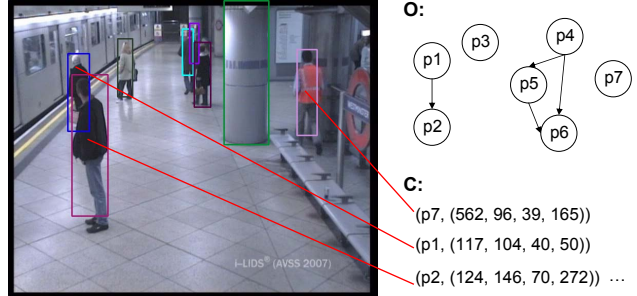 O:
p1
p2
p3
p4
p5
p6
p7
C:
(p7, (562, 96, 39, 165))
(p1, (117, 104, 40, 50))
(p2, (124, 146, 70, 272)) ...
i-LIDS® (AVSS 2007)